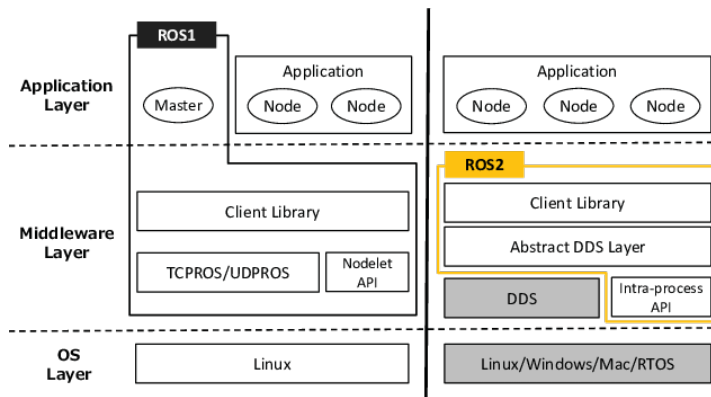 ROS1
Application
Layer
Master
Application
Node
Node
Application
Node
Node
Node
ROS2
Middleware
Layer
Client Library
TCPROS/UDPROS
Nodelet
API
Client Library
Abstract DDS Layer
DDS
Intra-process
API
OS
Layer
Linux
Linux/Windows/Mac/RTOS